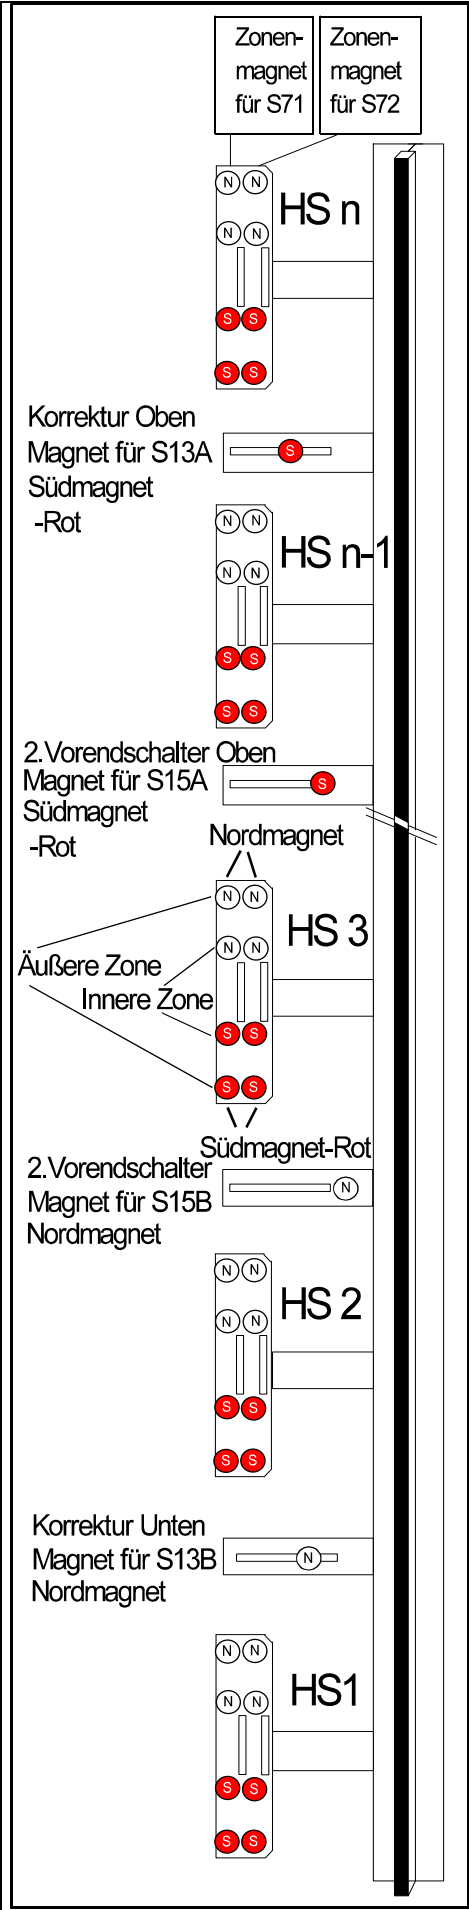 Zonen-
magnet
für S71
Zonen-
magnet
für S72
N N
HS n
N N
S S
S S
Korrektur Oben
Magnet für S13A
Südmagnet
-Rot
S
N N
HS n-1
N N
S S
S S
2.Vorendschalter Oben
Magnet für S15A
Südmagnet
-Rot
S
Nordmagnet
N N
HS 3
N N
Äußere Zone
Innere Zone
S S
S S
Südmagnet-Rot
2.Vorendschalter
Magnet für S15B
Nordmagnet
N
N N
HS 2
N N
S S
S S
Korrektur Unten
Magnet für S13B
Nordmagnet
N
N N
HS1
N N
S S
S S